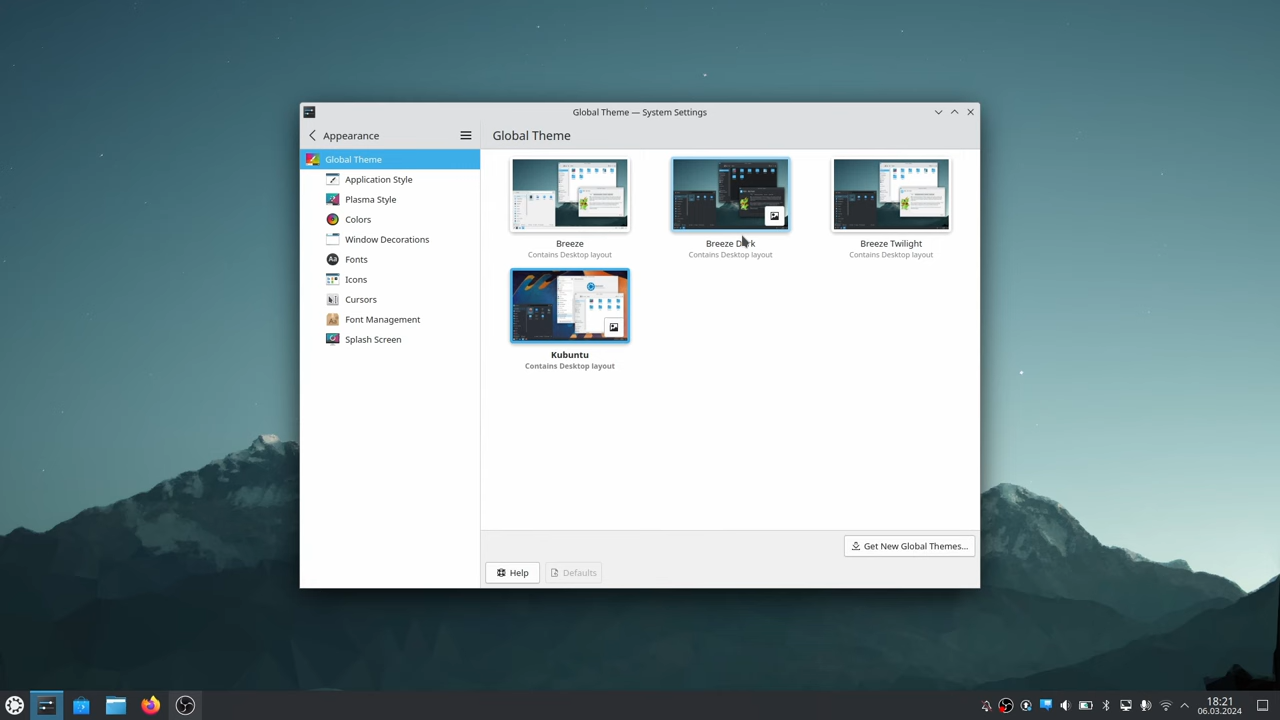 Global Theme — System Settings
Appearance
Global Theme
Global Theme
Application Style
Plasma Style
Colors
Window Decorations
Fonts
Icons
Cursors
Font Management
Splash Screen
Breeze
Contains Desktop layout
Breeze Dark
Contains Desktop layout
Breeze Twilight
Contains Desktop layout
Kubuntu
Contains Desktop layout
Get New Global Themes...
Help
Defaults
18:21
06.03.2024